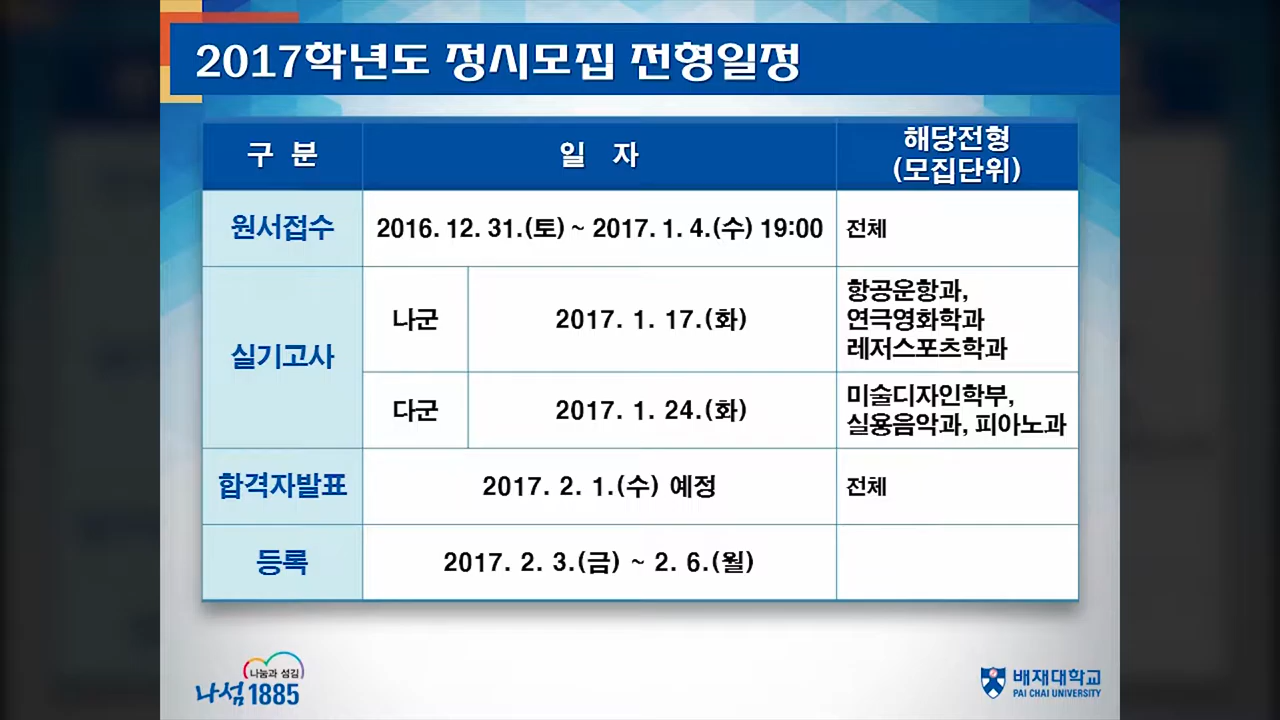 2017학년도 정시모집 전형일정
구 분
일 자
해당전형
(모집단위)
원서접수
2016. 12. 31.(토) ~ 2017. 1. 4.(수) 19:00
전체
실기고사
나군
2017. 1. 17.(화)
항공운항과,
연극영화학과
레저스포츠학과
다군
2017. 1. 24.(화)
미술디자인학부,
실용음악과, 피아노과
합격자발표
2017. 2. 1.(수) 예정
전체
등록
2017. 2. 3.(금) ~ 2. 6.(월)
나눔과 섬김
나섬1885
배재대학교
PAI CHAI UNIVERSITY